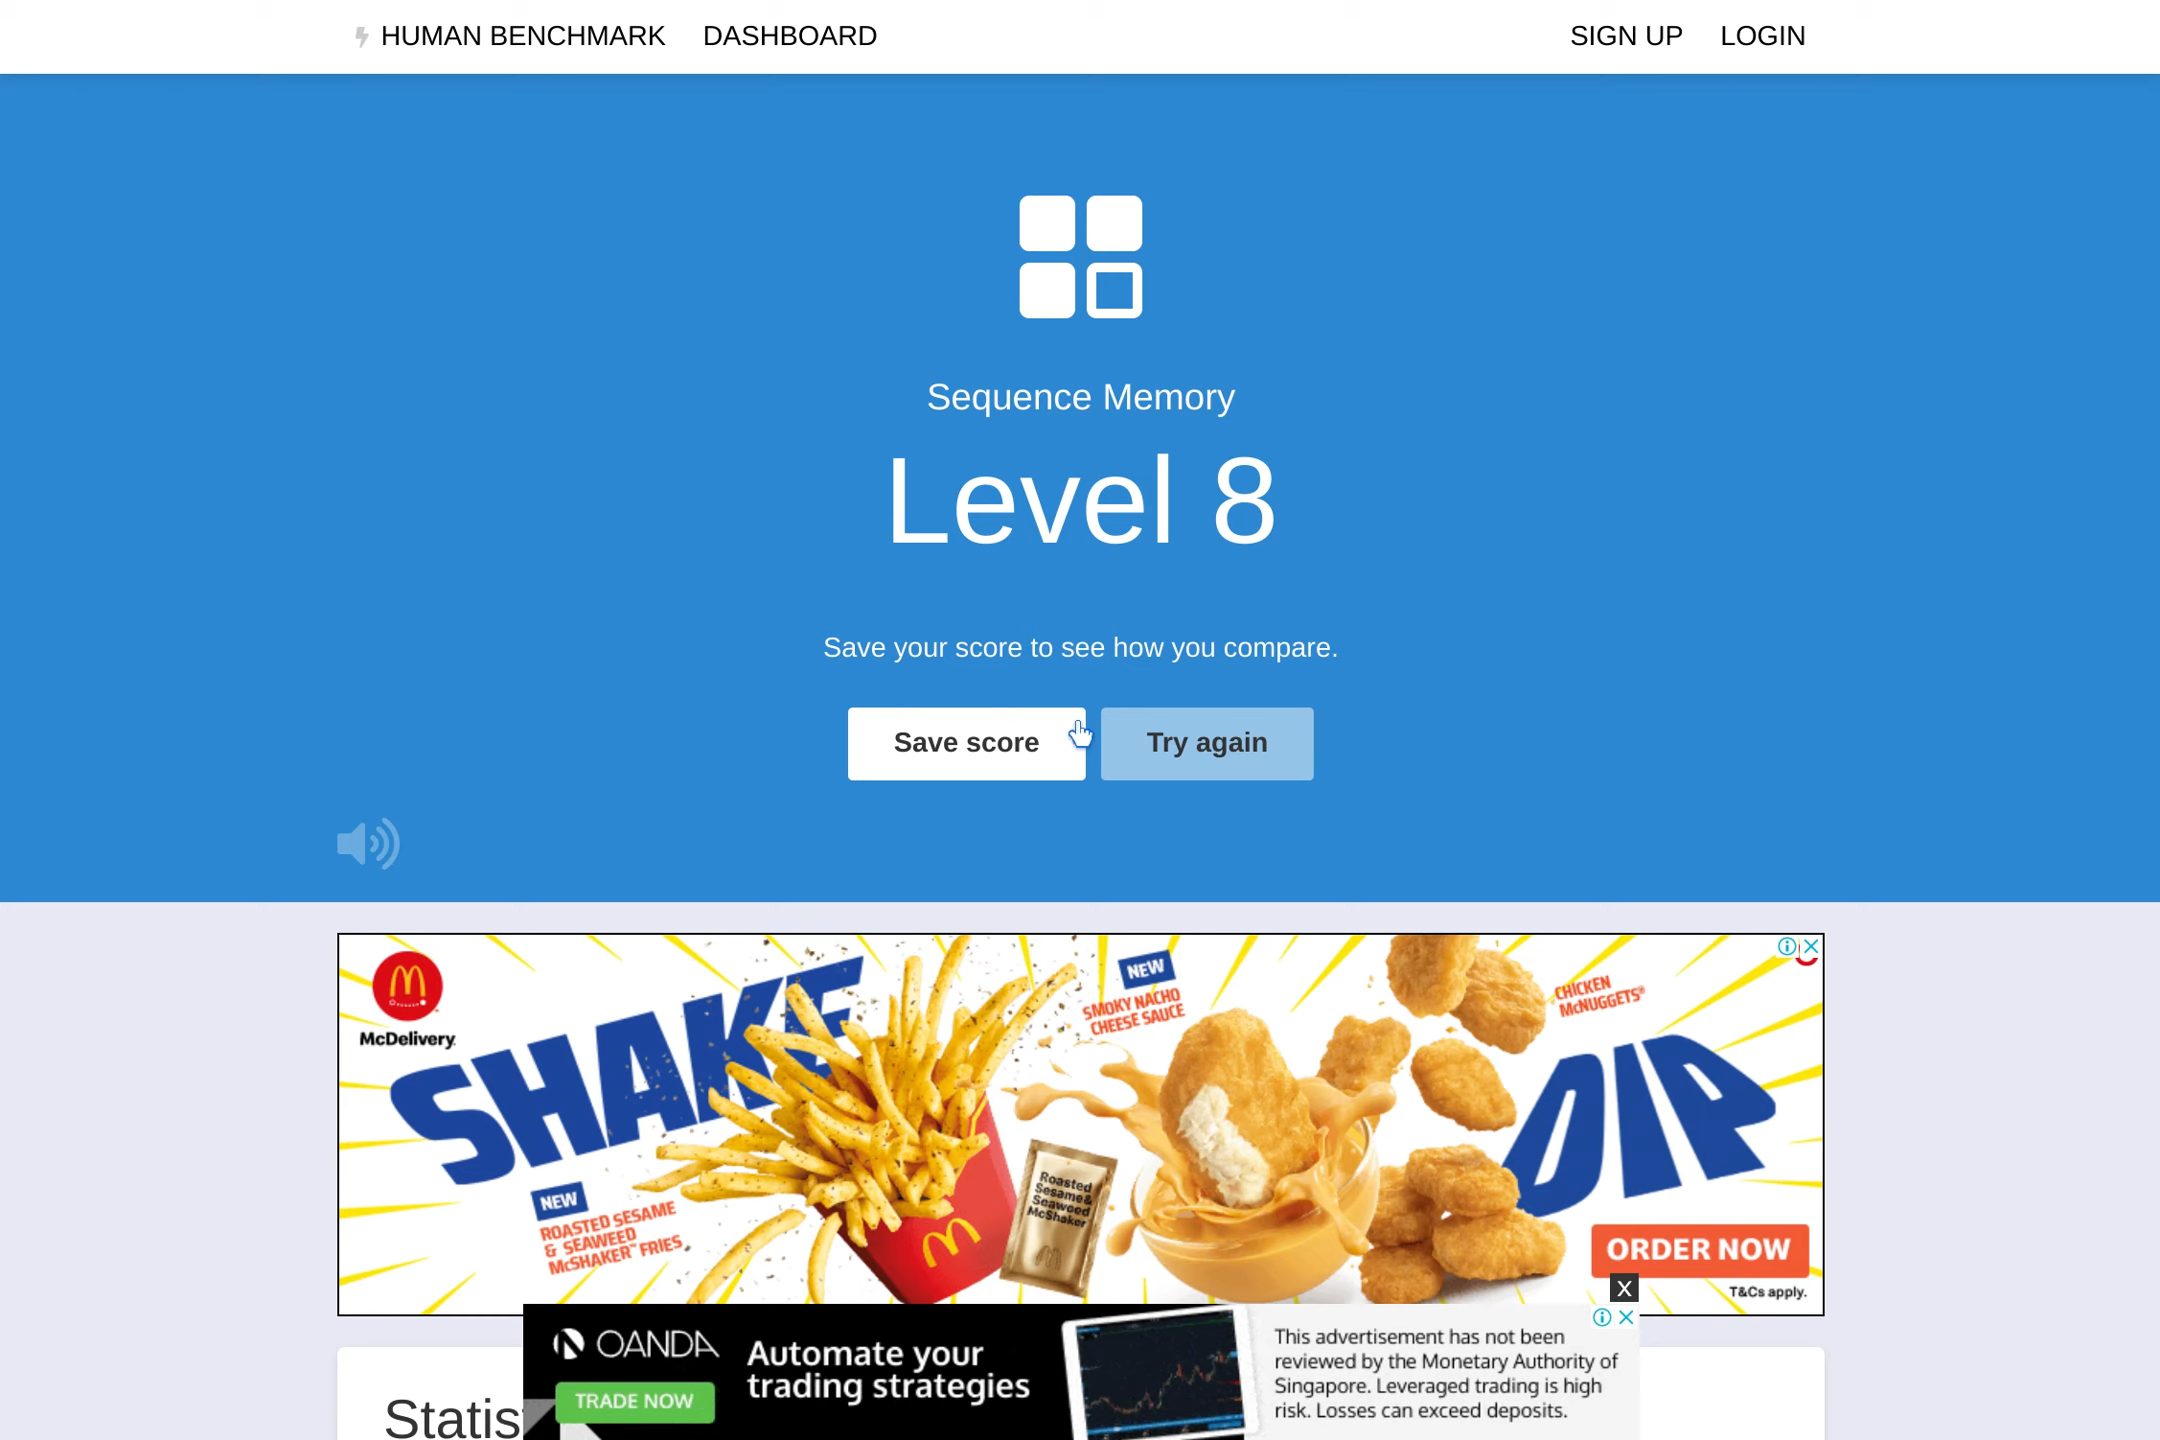 HUMAN BENCHMARK DASHBOARD SIGN UP LOGIN
Sequence Memory
Level 8
Save your score to see how you compare.
Save score Try again
McDelivery
SHAKE
NEW
ROASTED SESAME
& SEAWEED
McSHAKER™ FRIES
Roasted
Sesame &
Seaweed
McShaker
NEW
SMOKY NACHO
CHEESE SAUCE
CHICKEN
McNUGGETS®
DIP
ORDER NOW
T&Cs apply.
X
OANDA
TRADE NOW
Automate your
trading strategies
This advertisement has not been
reviewed by the Monetary Authority of
Singapore. Leveraged trading is high
risk. Losses can exceed deposits.